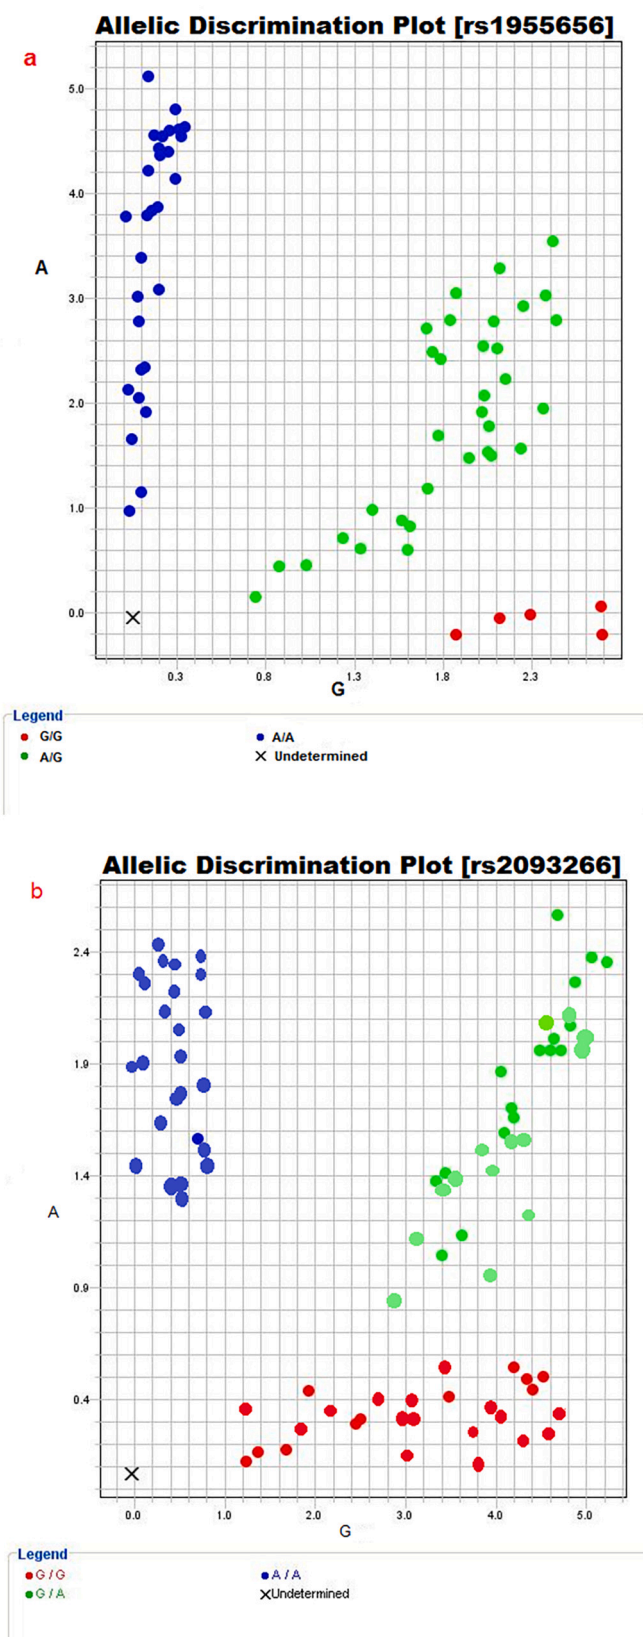 Allelic Discrimination Plot [rs1955656]
a
5.0
4.0
A
3.0
2.0
1.0
0.0
0.3 0.8 1.3 1.8 2.3
G
Legend
G/G A/A
A/G Undetermined
Allelic Discrimination Plot [rs2093266]
b
2.4
1.9
1.4
A
0.9
0.4
0.0 1.0 2.0 3.0 4.0 5.0
G
Legend
G / G A / A
G / A Undetermined